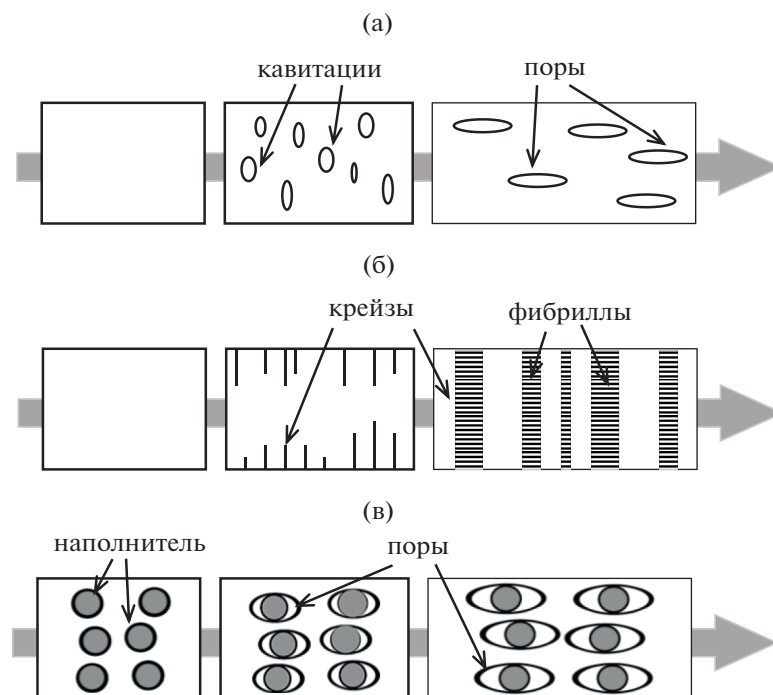 (а)
кавитации
поры
(б)
крейзы
фибриллы
(в)
наполнитель
поры